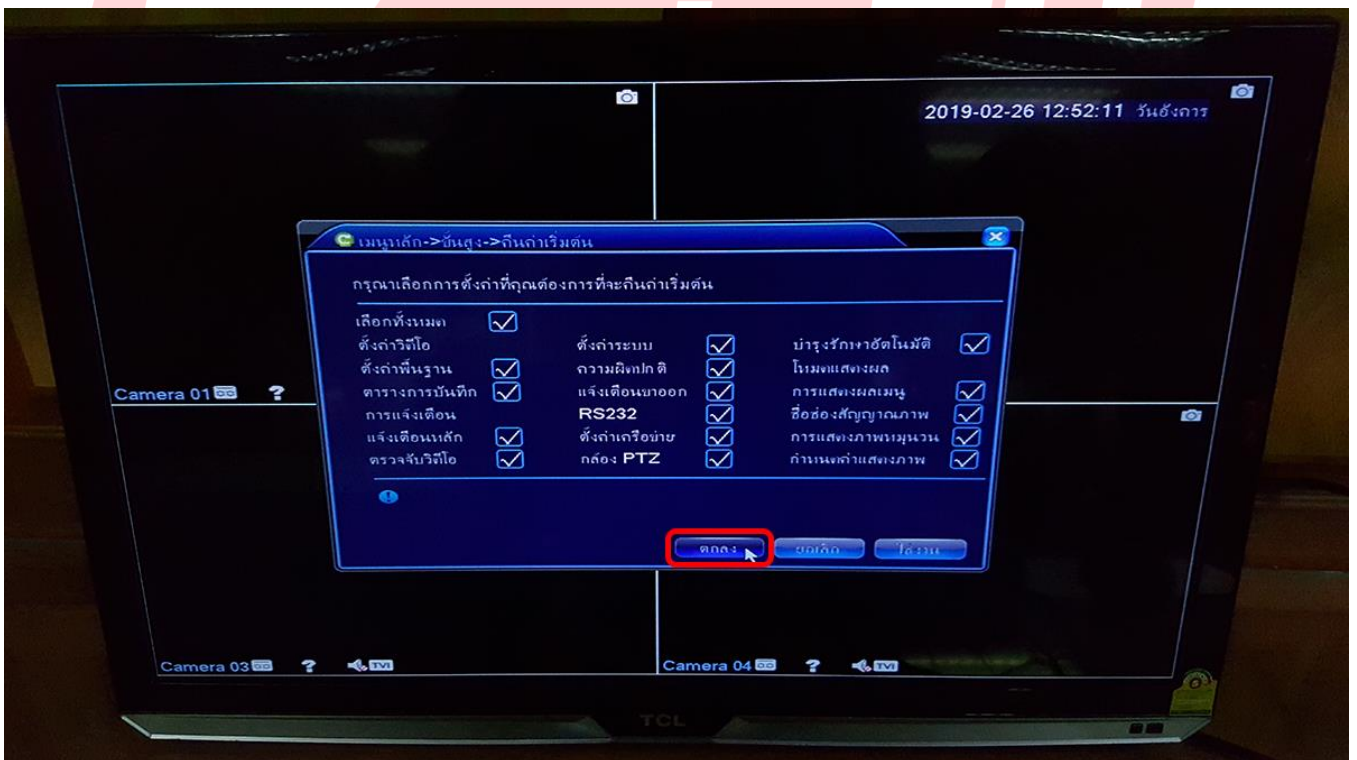 2019-02-26 12:52:11 วันอังการ
เมนูหลัก->ขั้นสูง->คืนค่าเริ่มต้น
กรุณาเลือกการตั้งค่าที่คุณต้องการที่จะคืนค่าเริ่มต้น
เลือกทั้งหมด
ตั้งค่าวิดีโอ ตั้งค่าระบบ บำรุงรักษาอัตโนมัติ
ตั้งค่าพื้นฐาน ความผิดปกติ โหมดแสดงผล
ตารางการบันทึก แจ้งเตือนขาออก การแสดงผลเมนู
การแจ้งเตือน RS232 ชื่อช่องสัญญาณภาพ
แจ้งเตือนหลัก ตั้งค่าเครือข่าย การแสดงภาพหมุนวน
ตรวจจับวิดีโอ กล้อง PTZ กำหนดค่าแสดงภาพ
Camera 01 ?
ตกลง ยกเลิก ใช้งาน
Camera 03 ? TVI
Camera 04 ? TVI
TCL